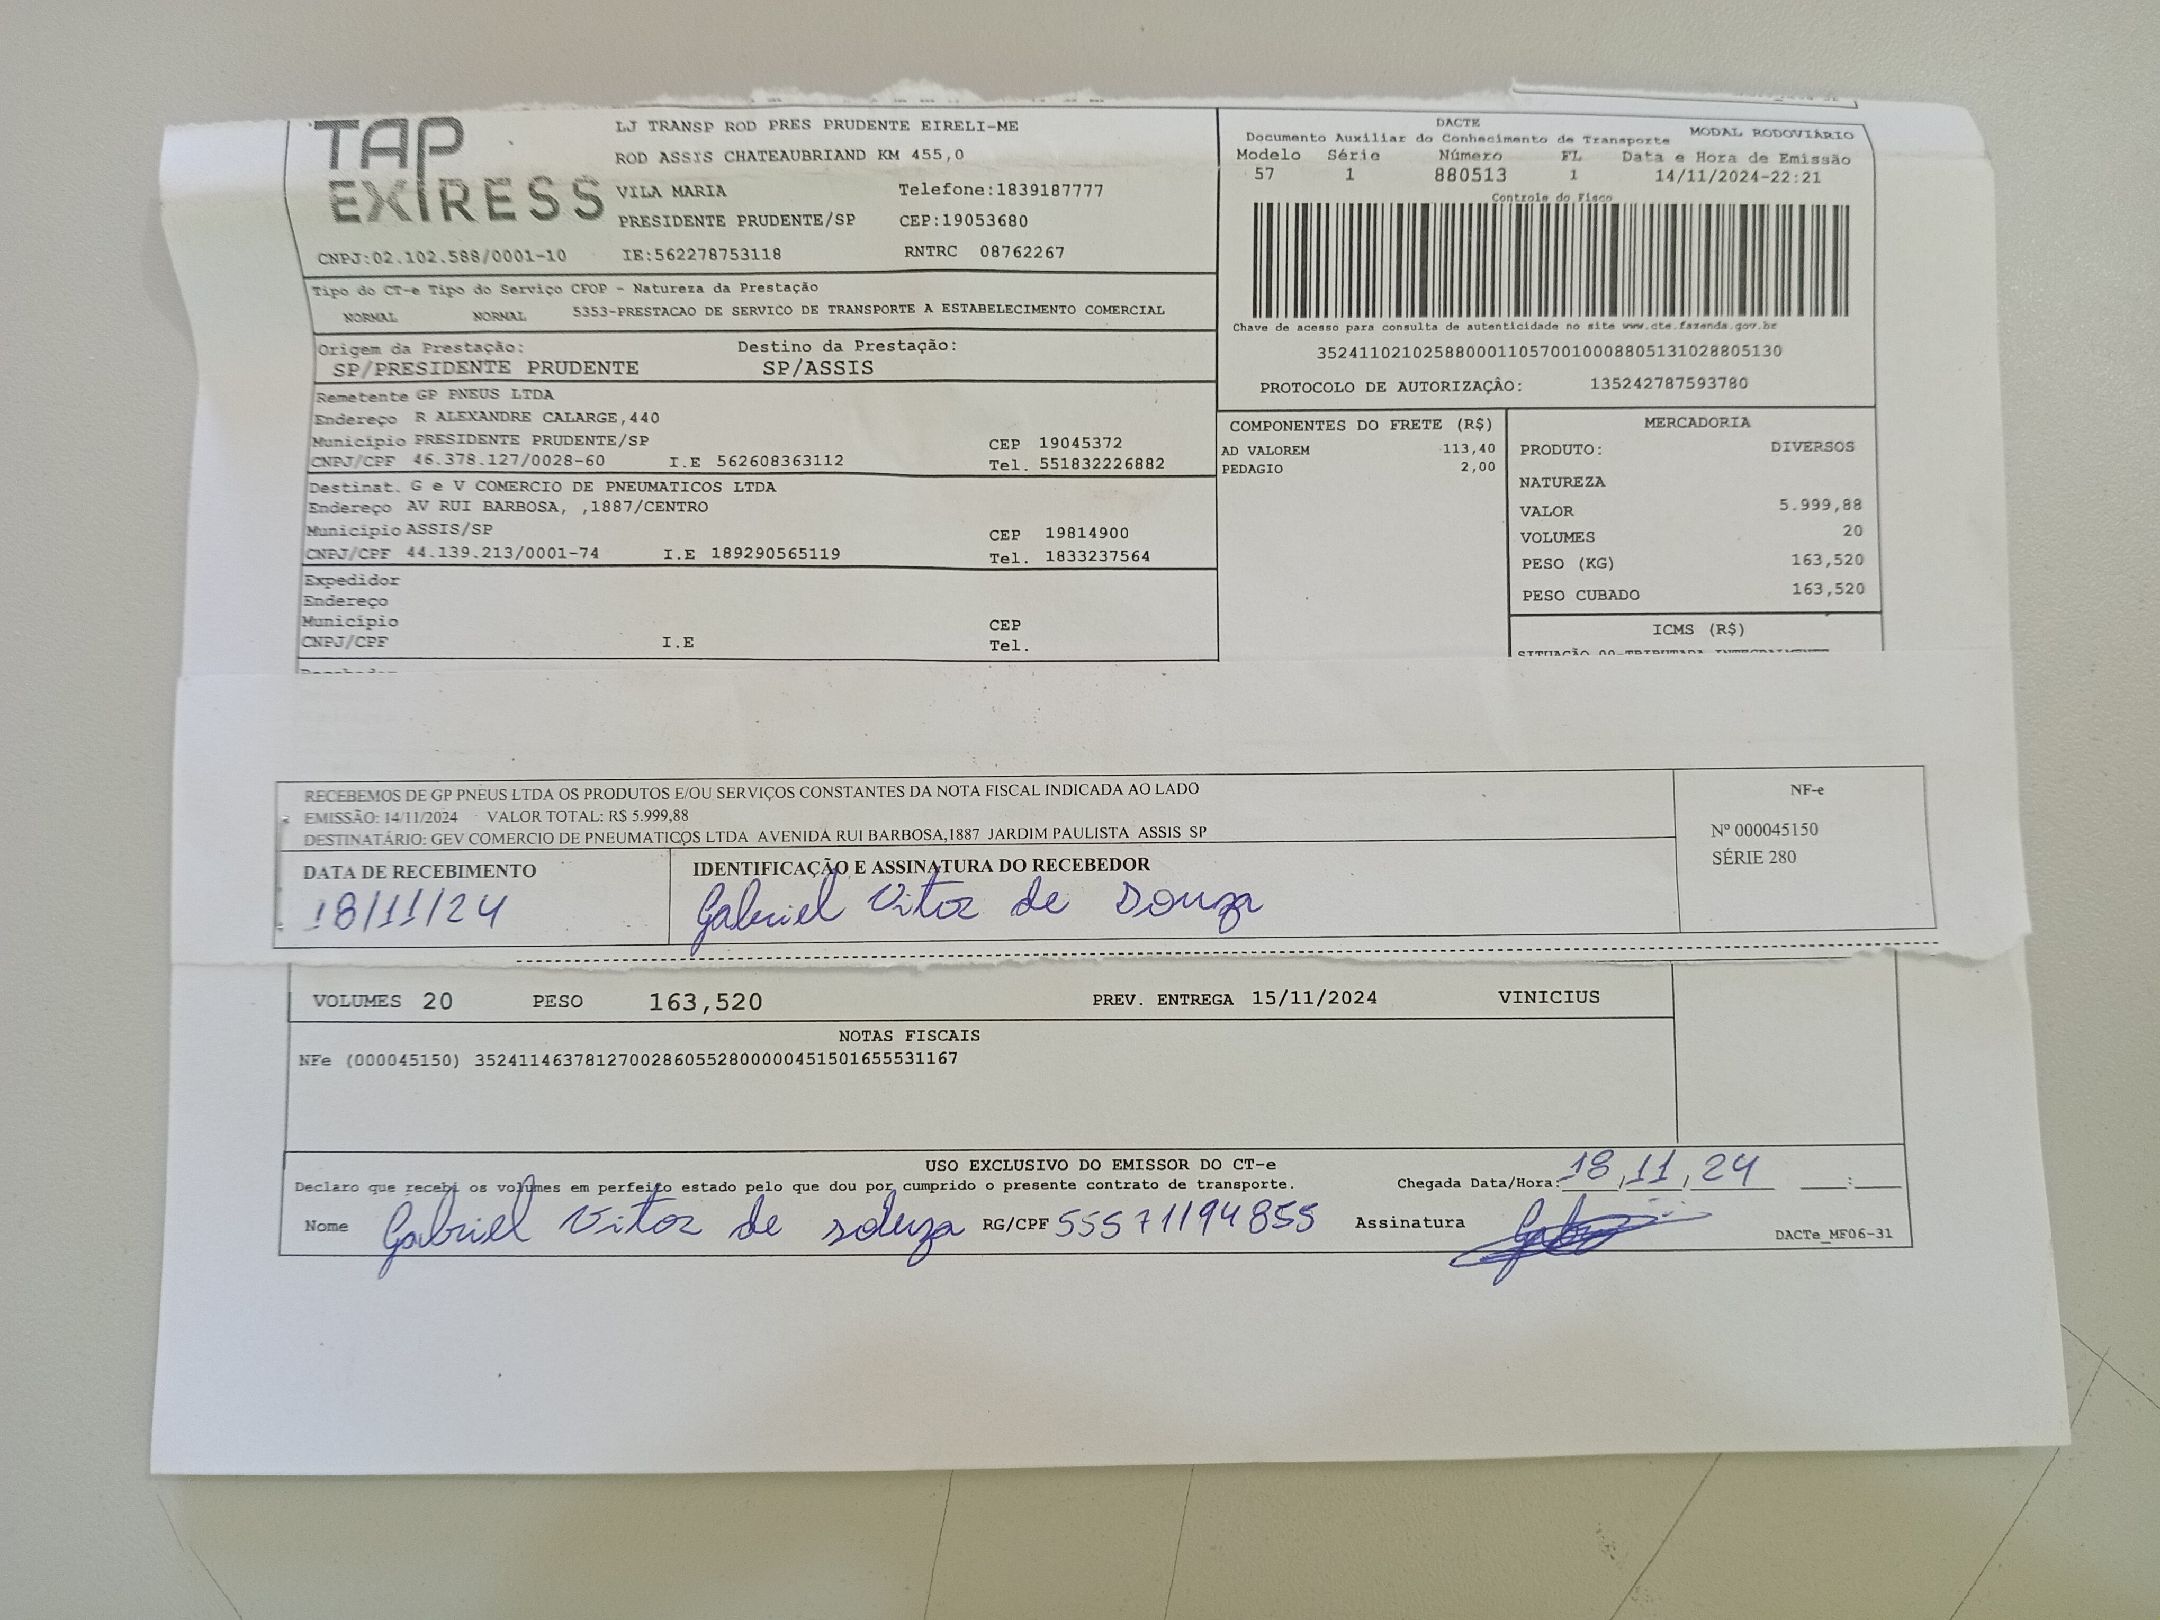 TAP
EXPRESS
LJ TRANSP ROD PRES PRUDENTE EIRELI-ME
ROD ASSIS CHATEAUBRIAND KM 455,0
VILA MARIA Telefone:1839187777
PRESIDENTE PRUDENTE/SP CEP:19053680
CNPJ:02.102.588/0001-10 IE:562278753118 RNTRC 08762267
DACTE
Documento Auxiliar do Conhecimento de Transporte MODAL RODOVIÁRIO
Modelo Série Número FL Data e Hora de Emissão
57 1 880513 1 14/11/2024-22:21
Controle do Fisco
Chave de acesso para consulta de autenticidade no site www.cte.fazenda.gov.br
35241102102588000110570010008805131028805130
PROTOCOLO DE AUTORIZAÇÃO: 135242787593780
Tipo do CT-e Tipo do Serviço CFOP - Natureza da Prestação
NORMAL NORMAL 5353-PRESTACAO DE SERVICO DE TRANSPORTE A ESTABELECIMENTO COMERCIAL
Origem da Prestação: Destino da Prestação:
SP/PRESIDENTE PRUDENTE SP/ASSIS
Remetente GP PNEUS LTDA
Endereço R ALEXANDRE CALARGE,440
Município PRESIDENTE PRUDENTE/SP CEP 19045372
CNPJ/CPF 46.378.127/0028-60 I.E 562608363112 Tel. 551832226882
Destinat. G e V COMERCIO DE PNEUMATICOS LTDA
Endereço AV RUI BARBOSA, ,1887/CENTRO
Município ASSIS/SP CEP 19814900
CNPJ/CPF 44.139.213/0001-74 I.E 189290565119 Tel. 1833237564
Expedidor
Endereço
Município CEP
CNPJ/CPF I.E Tel.
COMPONENTES DO FRETE (R$)
AD VALOREM 113,40
PEDAGIO 2,00
MERCADORIA
PRODUTO: DIVERSOS
NATUREZA
VALOR 5.999,88
VOLUMES 20
PESO (KG) 163,520
PESO CUBADO 163,520
ICMS (R$)
SITUAÇÃO 00-TRIBUTADA INTEGRALMENTE
RECEBEMOS DE GP PNEUS LTDA OS PRODUTOS E/OU SERVIÇOS CONSTANTES DA NOTA FISCAL INDICADA AO LADO
EMISSÃO: 14/11/2024 VALOR TOTAL: R$ 5.999,88
DESTINATÁRIO: GEV COMERCIO DE PNEUMATICOS LTDA AVENIDA RUI BARBOSA,1887 JARDIM PAULISTA ASSIS SP
NF-e
Nº 000045150
SÉRIE 280
DATA DE RECEBIMENTO IDENTIFICAÇÃO E ASSINATURA DO RECEBEDOR
18/11/24 Gabriel Vitor de Souza
VOLUMES 20 PESO 163,520 PREV. ENTREGA 15/11/2024 VINICIUS
NOTAS FISCAIS
NFe (000045150) 35241146378127002860552800000451501655531167
USO EXCLUSIVO DO EMISSOR DO CT-e
Declaro que recebi os volumes em perfeito estado pelo que dou por cumprido o presente contrato de transporte. Chegada Data/Hora: 18,11,24 :
Nome Gabriel Vitor de souza RG/CPF 55571194855 Assinatura
DACTe_MF06-31